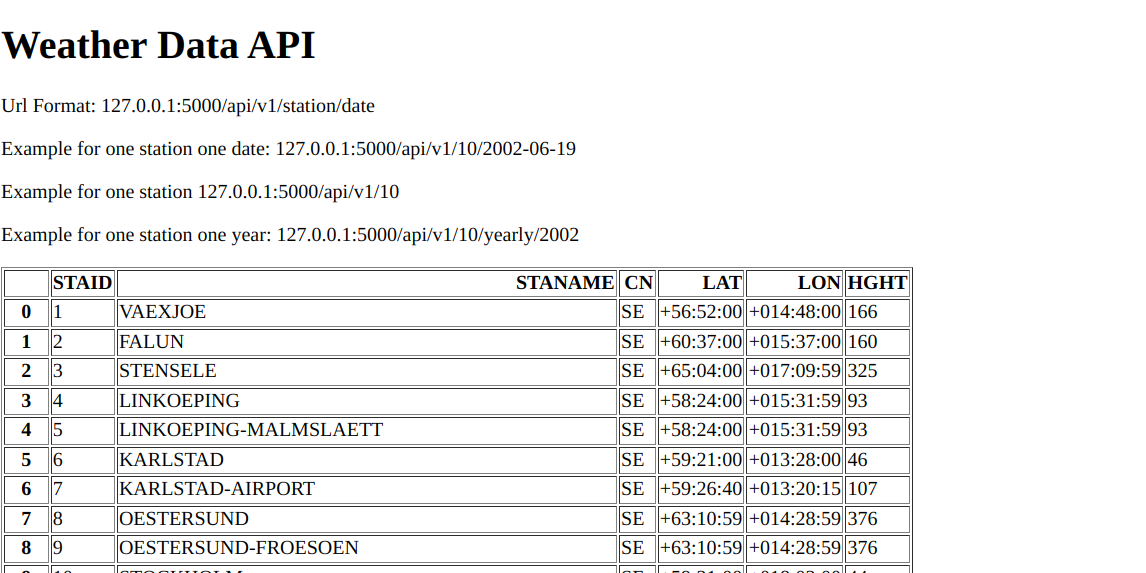 Weather Data API
Url Format: 127.0.0.1:5000/api/v1/station/date
Example for one station one date: 127.0.0.1:5000/api/v1/10/2002-06-19
Example for one station 127.0.0.1:5000/api/v1/10
Example for one station one year: 127.0.0.1:5000/api/v1/10/yearly/2002
STAID STANAME CN LAT LON HGHT
0 1 VAEXJOE SE +56:52:00 +014:48:00 166
1 2 FALUN SE +60:37:00 +015:37:00 160
2 3 STENSELE SE +65:04:00 +017:09:59 325
3 4 LINKOEPING SE +58:24:00 +015:31:59 93
4 5 LINKOEPING-MALMSLAETT SE +58:24:00 +015:31:59 93
5 6 KARLSTAD SE +59:21:00 +013:28:00 46
6 7 KARLSTAD-AIRPORT SE +59:26:40 +013:20:15 107
7 8 OESTERSUND SE +63:10:59 +014:28:59 376
8 9 OESTERSUND-FROESOEN SE +63:10:59 +014:28:59 376